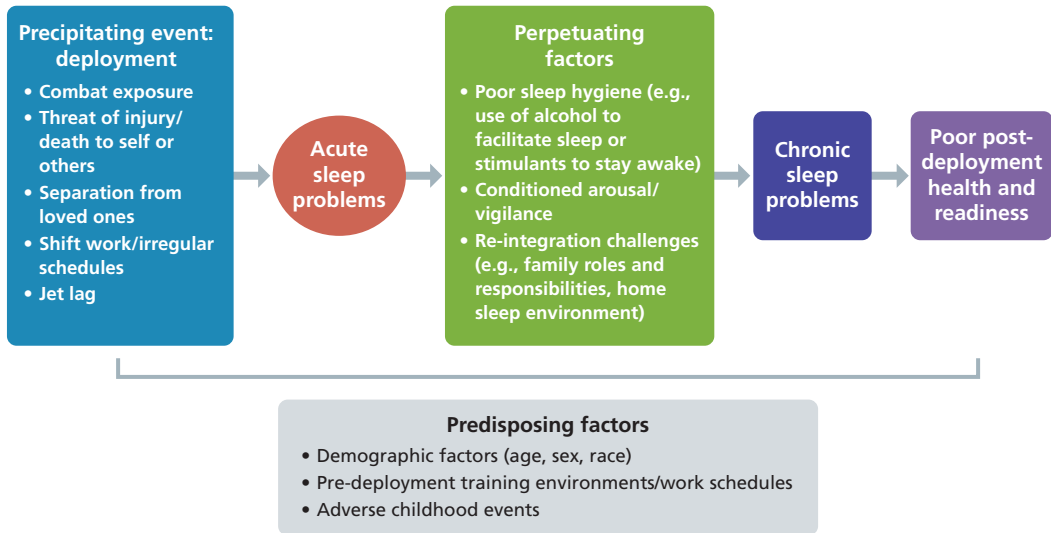 Precipitating event:
deployment
• Combat exposure
• Threat of injury/
death to self or
others
• Separation from
loved ones
• Shift work/irregular
schedules
• Jet lag
Acute
sleep
problems
Perpetuating
factors
• Poor sleep hygiene (e.g.,
use of alcohol to
facilitate sleep or
stimulants to stay awake)
• Conditioned arousal/
vigilance
• Re-integration challenges
(e.g., family roles and
responsibilities, home
sleep environment)
Chronic
sleep
problems
Poor post-
deployment
health and
readiness
Predisposing factors
• Demographic factors (age, sex, race)
• Pre-deployment training environments/work schedules
• Adverse childhood events